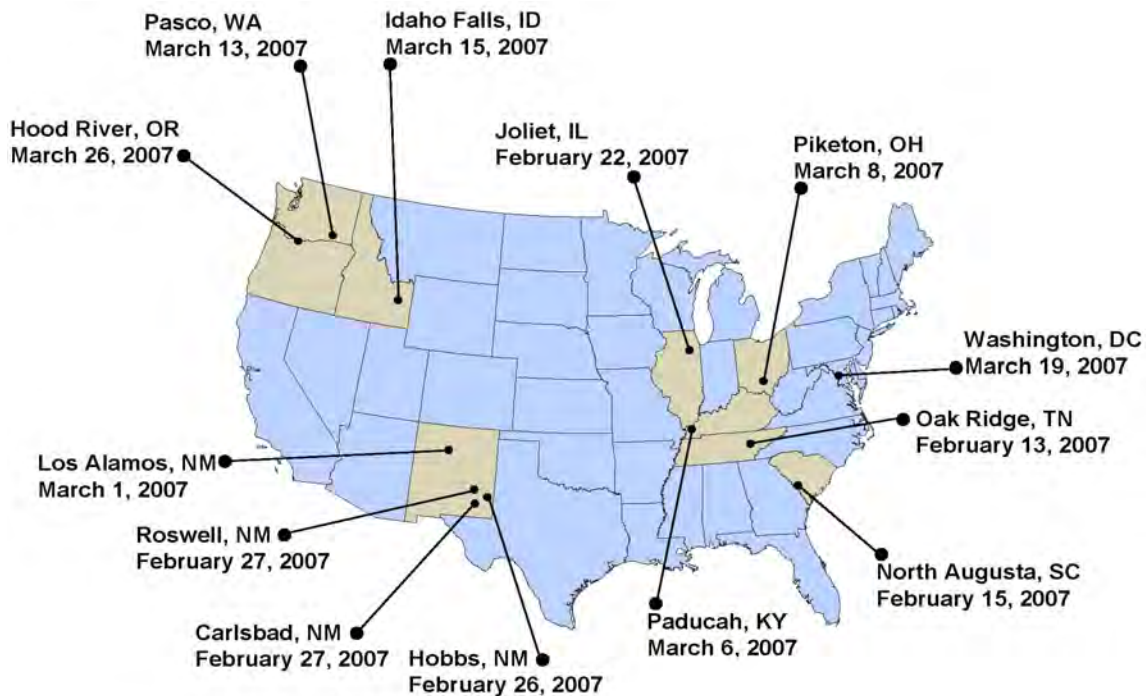 Pasco, WA
March 13, 2007
Idaho Falls, ID
March 15, 2007
Hood River, OR
March 26, 2007
Joliet, IL
February 22, 2007
Piketon, OH
March 8, 2007
Washington, DC
March 19, 2007
Oak Ridge, TN
February 13, 2007
Los Alamos, NM
March 1, 2007
Roswell, NM
February 27, 2007
North Augusta, SC
February 15, 2007
Paducah, KY
March 6, 2007
Carlsbad, NM
February 27, 2007
Hobbs, NM
February 26, 2007